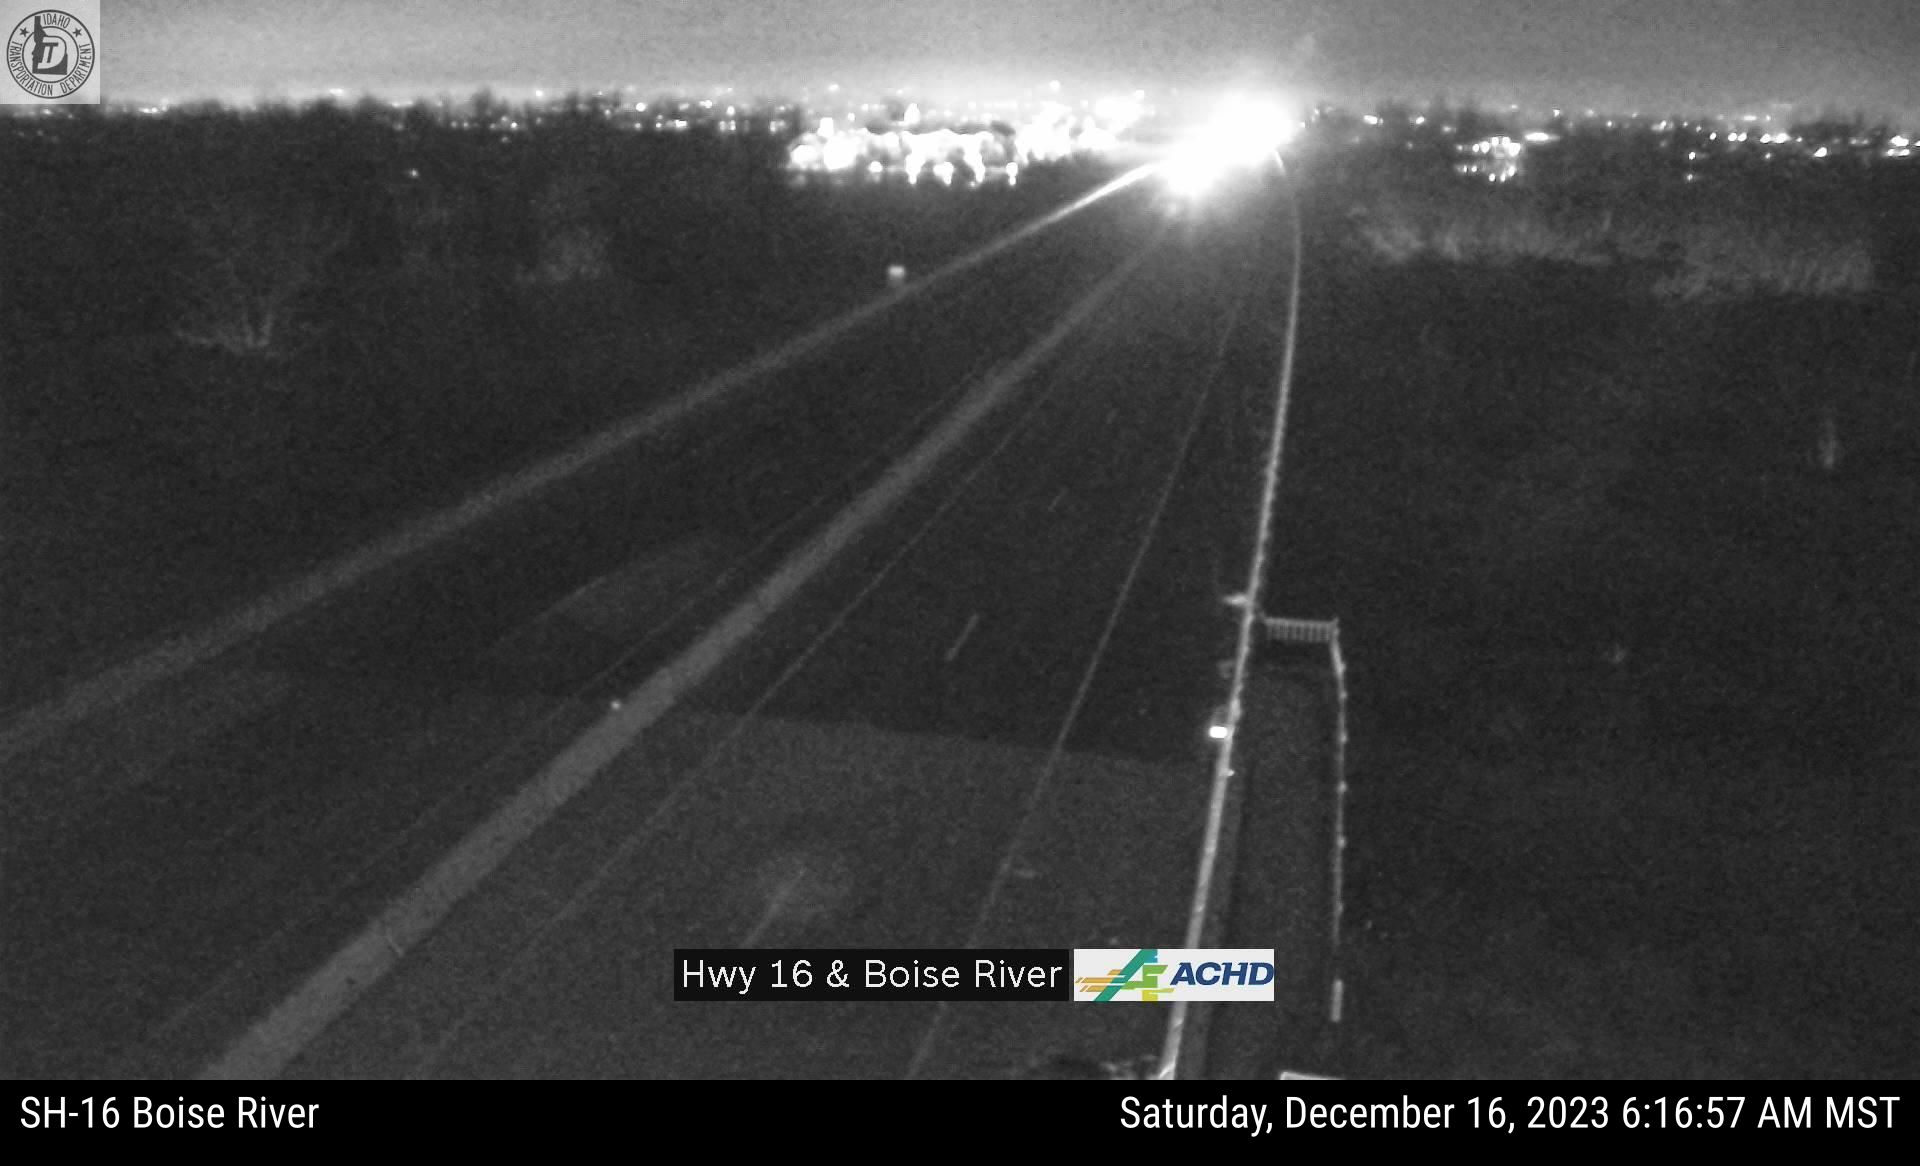 IDAHO
TRANSPORTATION DEPARTMENT
Hwy 16 & Boise River
ACHD
SH-16 Boise River
Saturday, December 16, 2023 6:16:57 AM MST